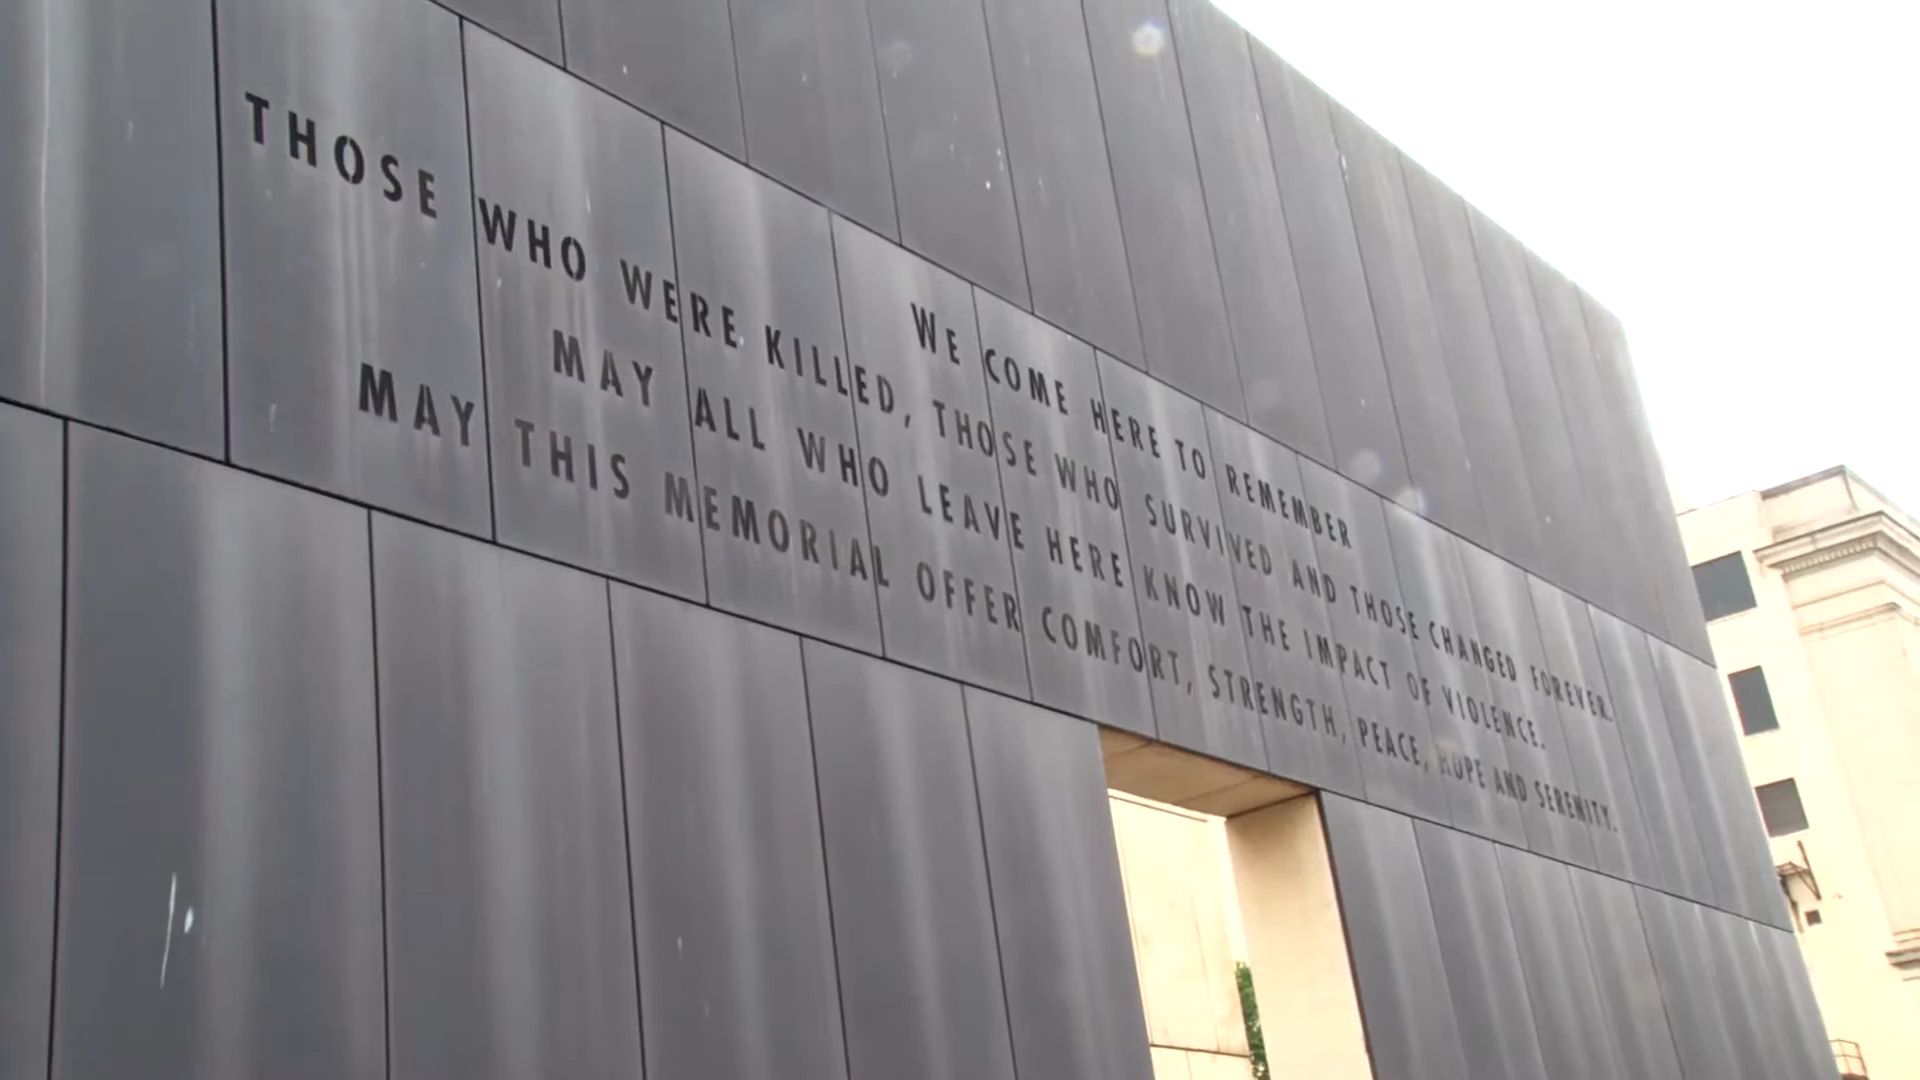 WE COME HERE TO REMEMBER
THOSE WHO WERE KILLED, THOSE WHO SURVIVED AND THOSE CHANGED FOREVER.
MAY ALL WHO LEAVE HERE KNOW THE IMPACT OF VIOLENCE.
MAY THIS MEMORIAL OFFER COMFORT, STRENGTH, PEACE, HOPE AND SERENITY.